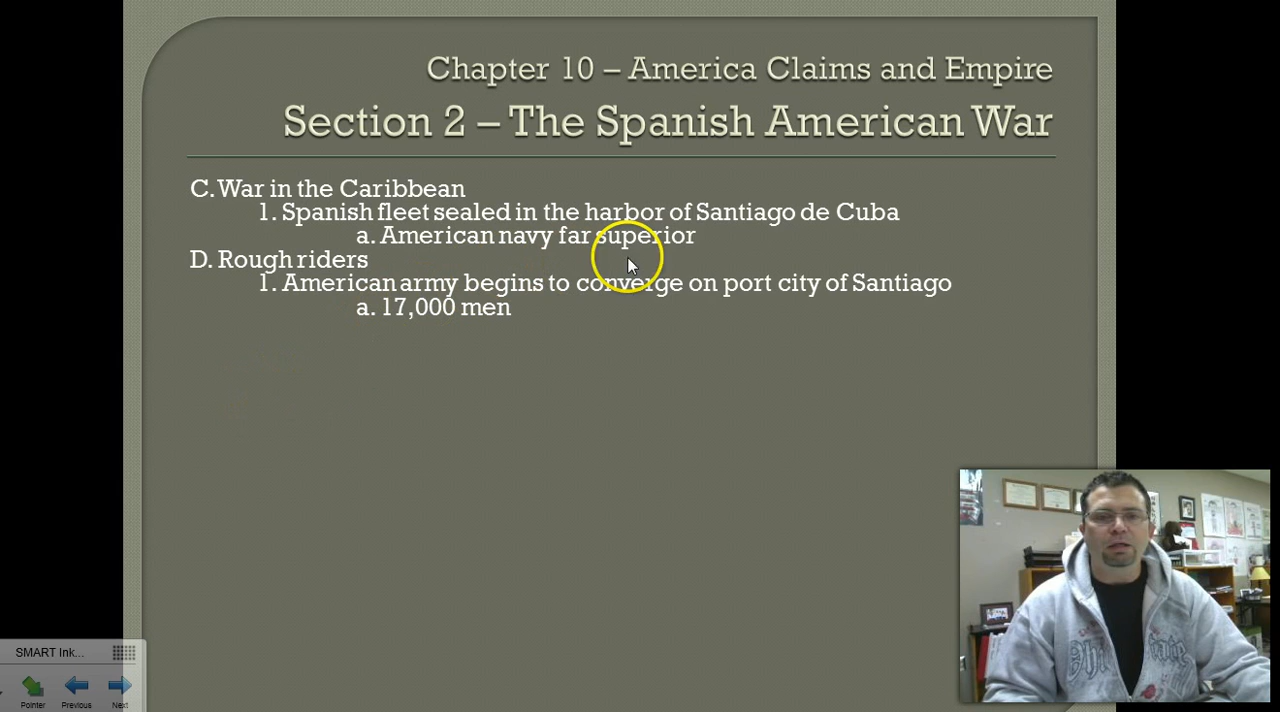 Chapter 10 – America Claims and Empire
Section 2 – The Spanish American War
C. War in the Caribbean
1. Spanish fleet sealed in the harbor of Santiago de Cuba
a. American navy far superior
D. Rough riders
1. American army begins to converge on port city of Santiago
a. 17,000 men
SMART Ink...
Pointer Previous Next